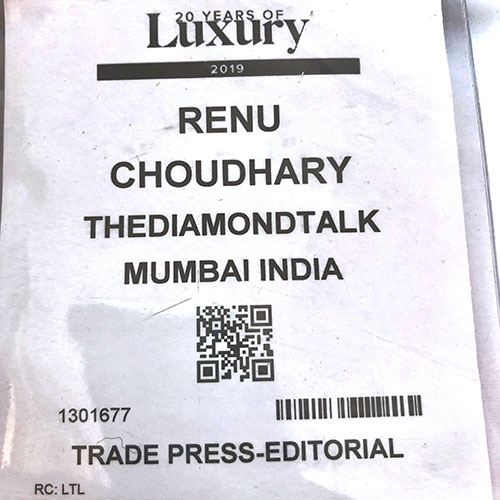 20 YEARS OF
Luxury
2019
RENU
CHOUDHARY
THEDIAMONDTALK
MUMBAI INDIA
1301677
TRADE PRESS-EDITORIAL
RC: LTL